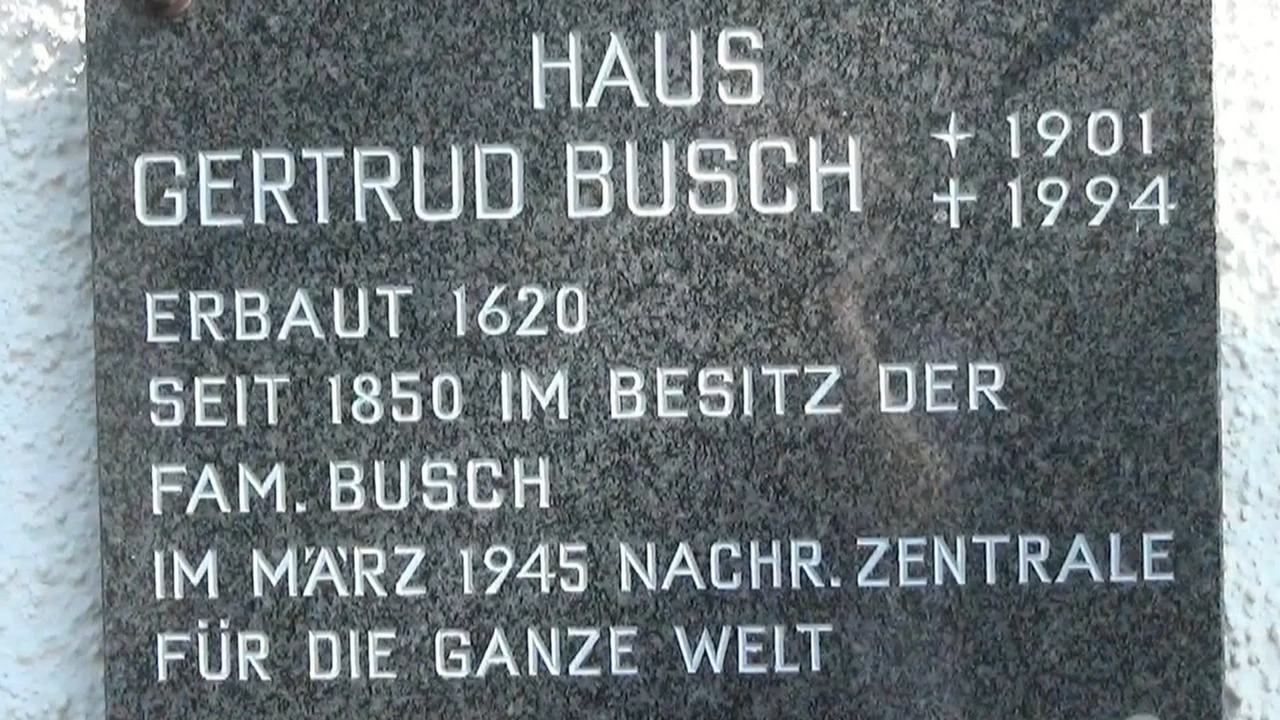 HAUS
GERTRUD BUSCH ✦ 1901
+ 1994
ERBAUT 1620
SEIT 1850 IM BESITZ DER
FAM. BUSCH
IM MÄRZ 1945 NACHR. ZENTRALE
FÜR DIE GANZE WELT